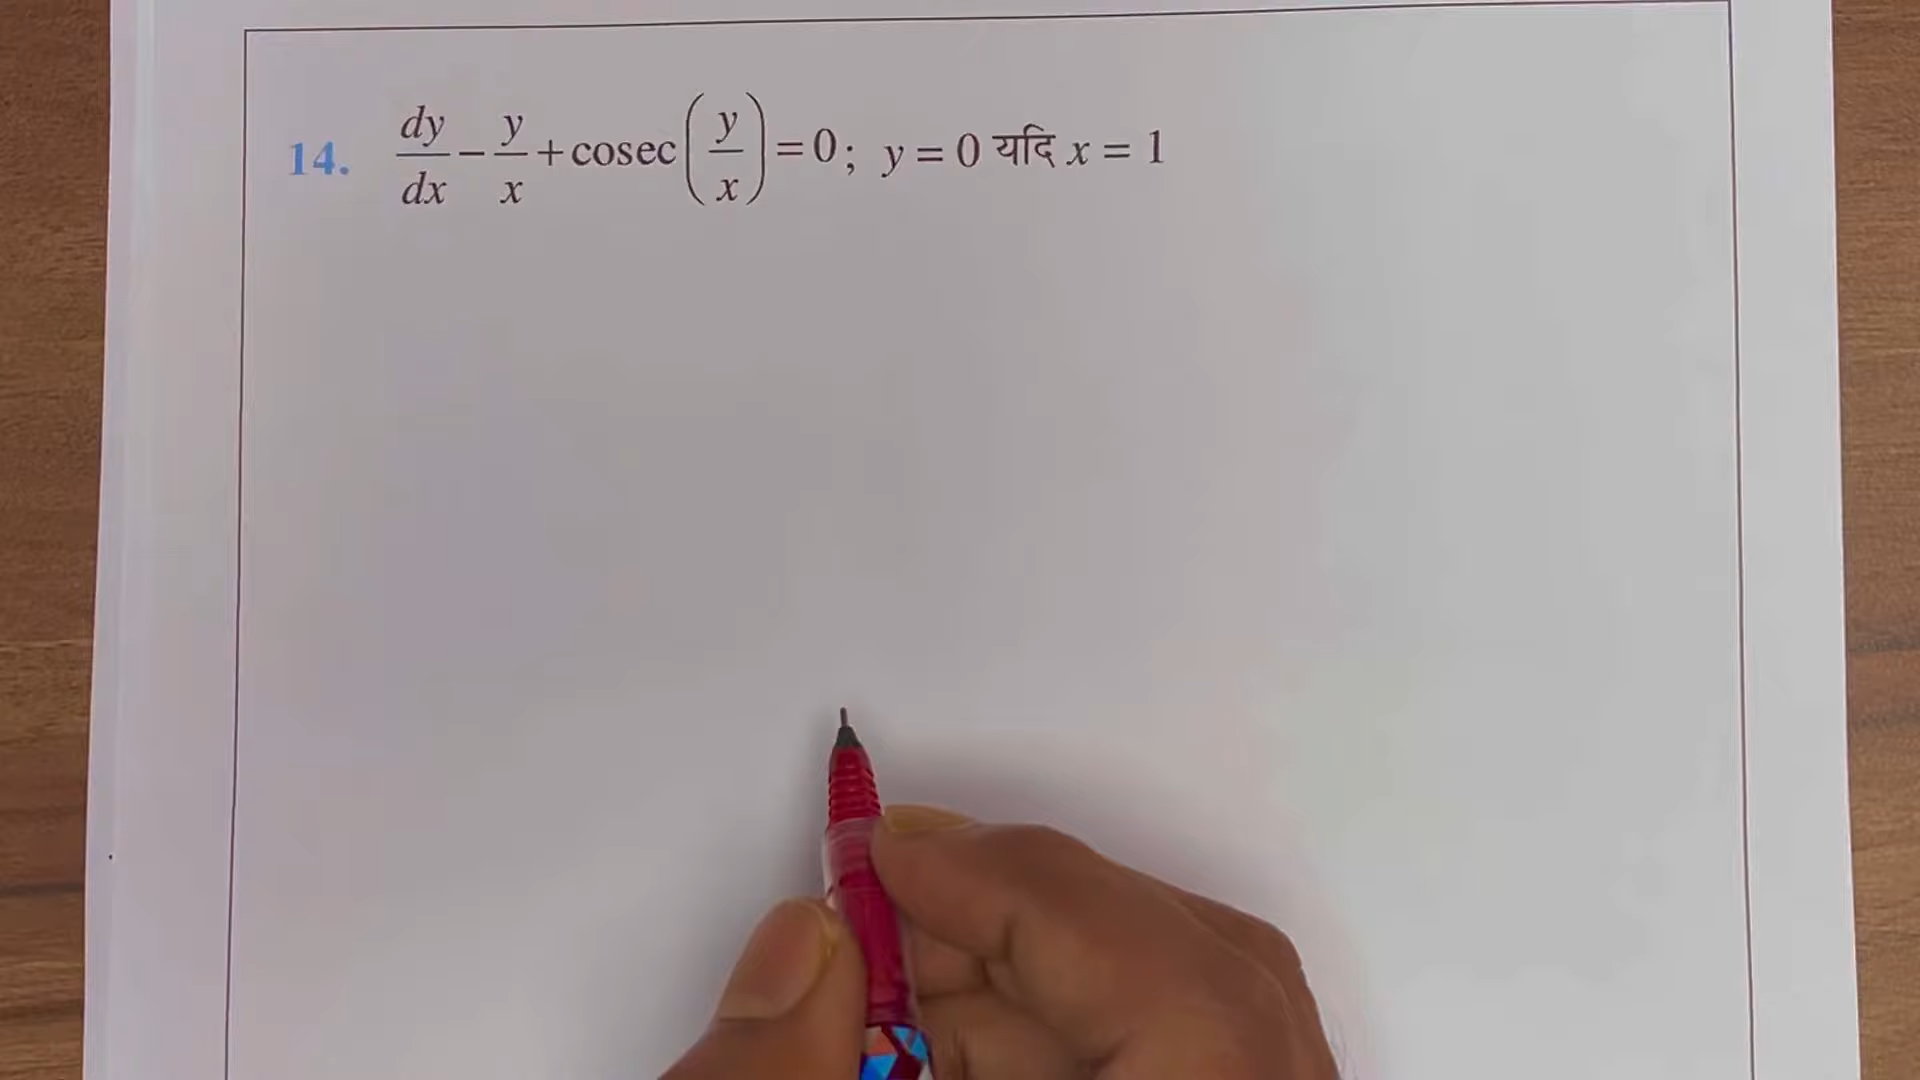 14. dy/dx - y/x + cosec(y/x) = 0; y = 0 यदि x = 1